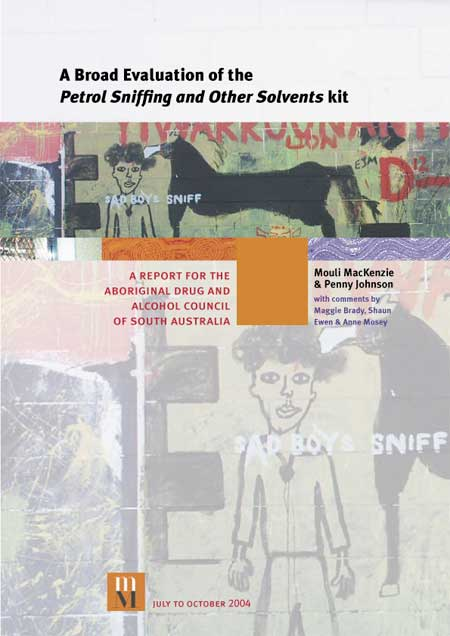 A Broad Evaluation of the
Petrol Sniffing and Other Solvents kit
EJM
D12
SAD BOYS SNIFF
A REPORT FOR THE
ABORIGINAL DRUG AND
ALCOHOL COUNCIL
OF SOUTH AUSTRALIA
Mouli MacKenzie
& Penny Johnson
with comments by
Maggie Brady, Shaun
Ewen & Anne Mosey
SAD BOYS SNIFF
mM
JULY TO OCTOBER 2004